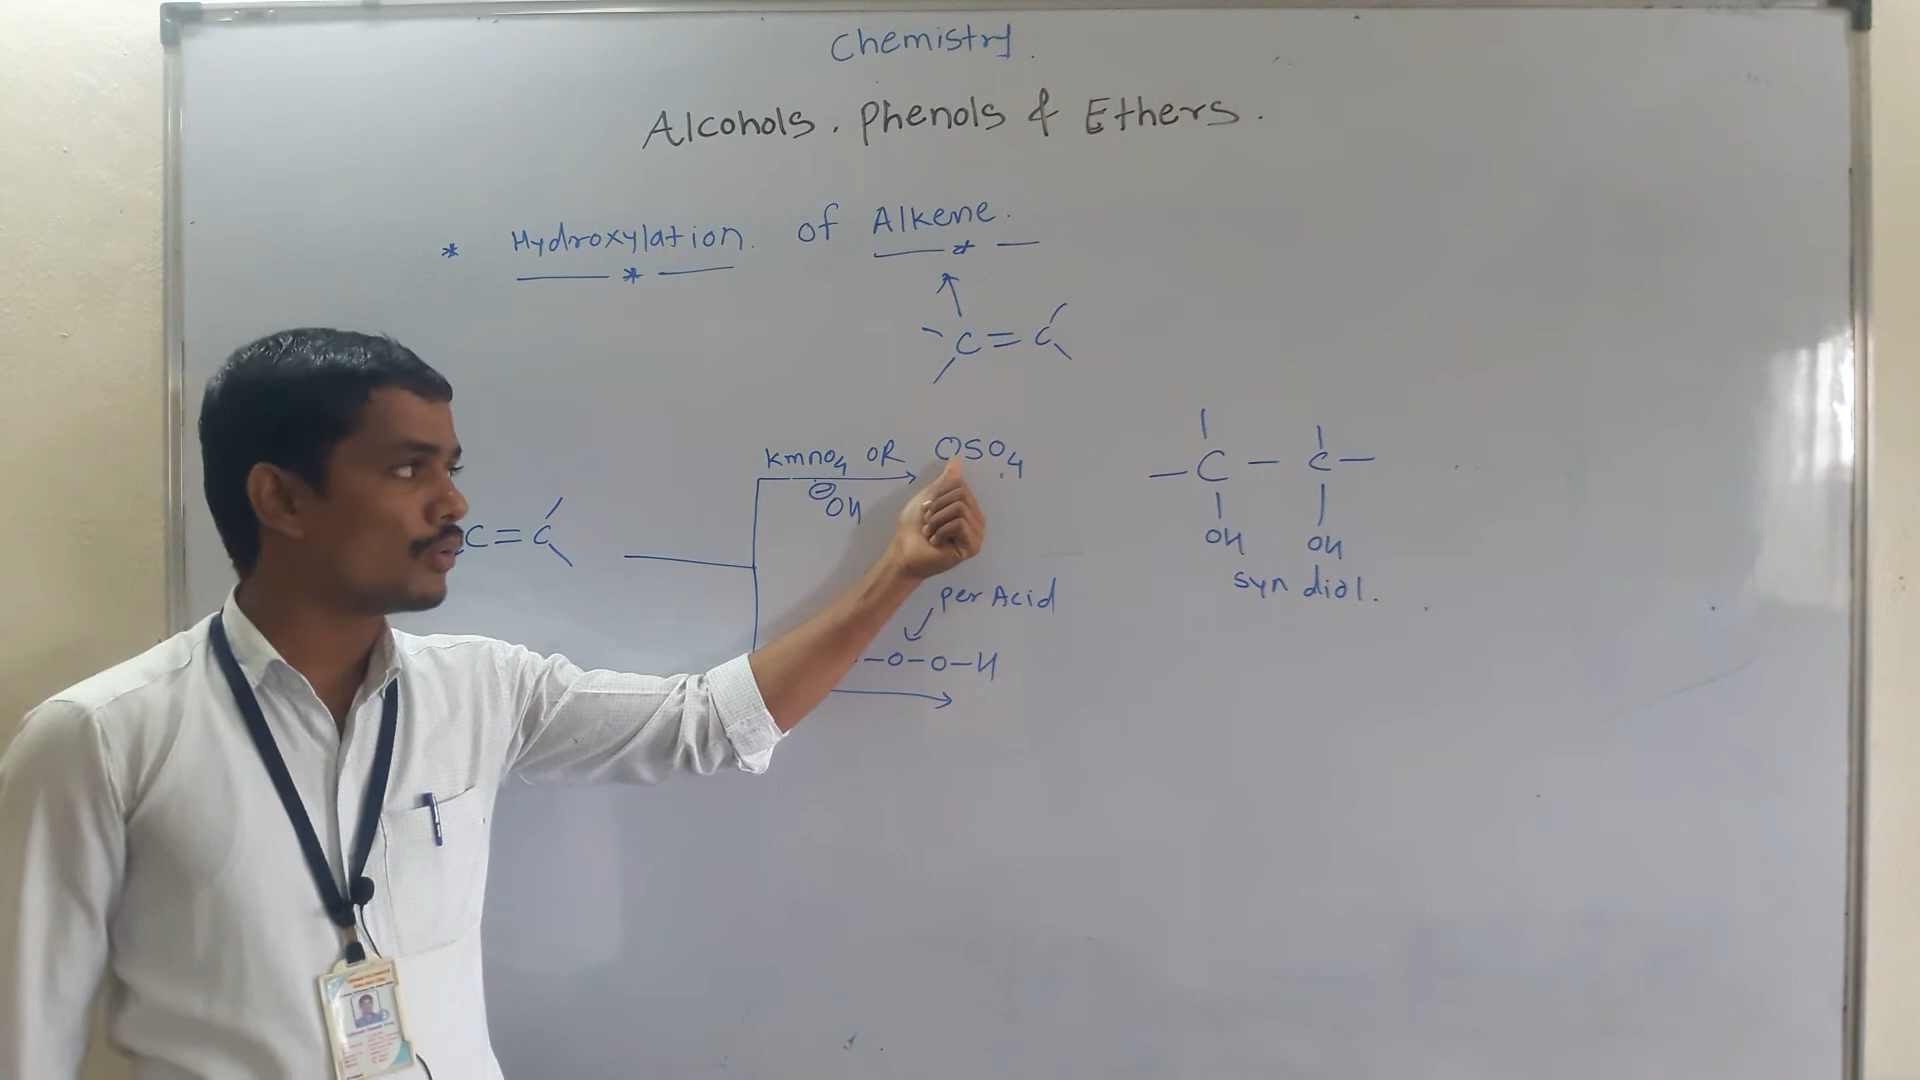 Chemistry.
Alcohols, Phenols & Ethers.
* Hydroxylation. of Alkene.
C=C
KmnO4 OR OSO4
⊖OH
C=C
-C-C-
OH OH
syn diol.
per Acid
-O-O-H